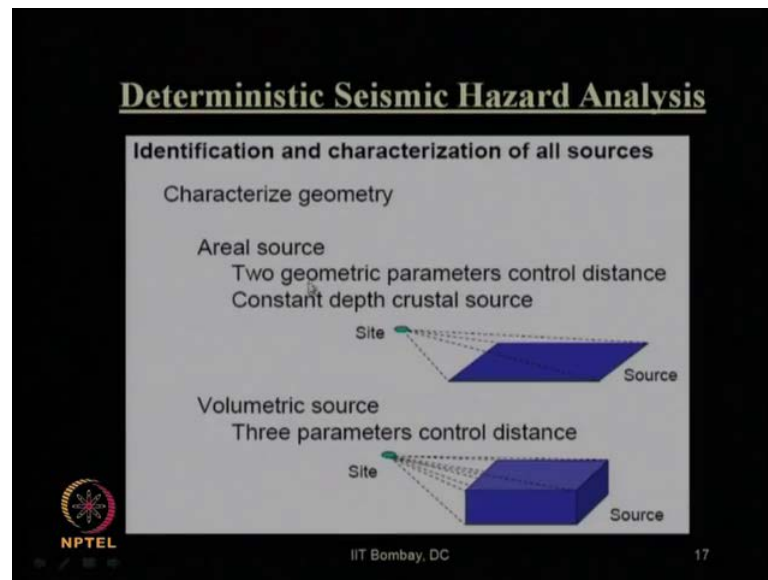 Deterministic Seismic Hazard Analysis
Identification and characterization of all sources
Characterize geometry
Areal source
Two geometric parameters control distance
Constant depth crustal source
Site
Source
Volumetric source
Three parameters control distance
Site
Source
NPTEL
IIT Bombay, DC
17